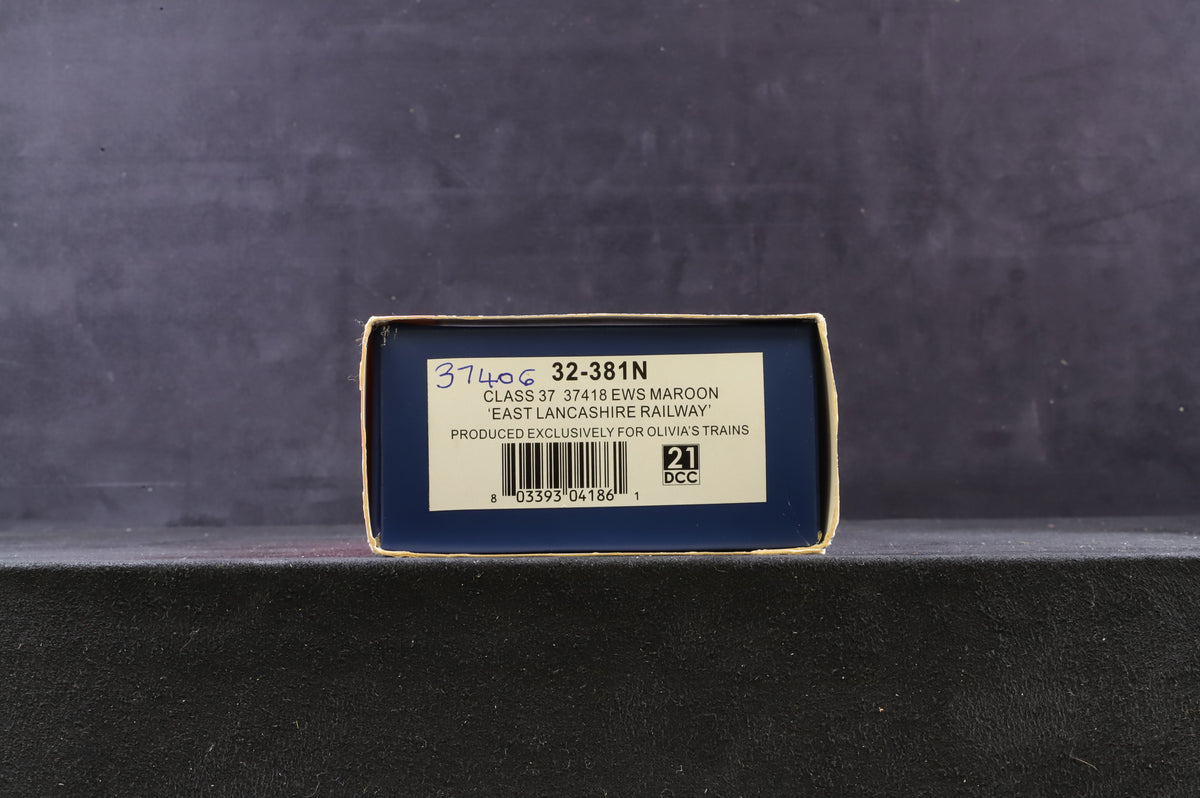 37406 32-381N
CLASS 37 37418 EWS MAROON
'EAST LANCASHIRE RAILWAY'
PRODUCED EXCLUSIVELY FOR OLIVIA'S TRAINS
21
DCC
8 03393 04186 1